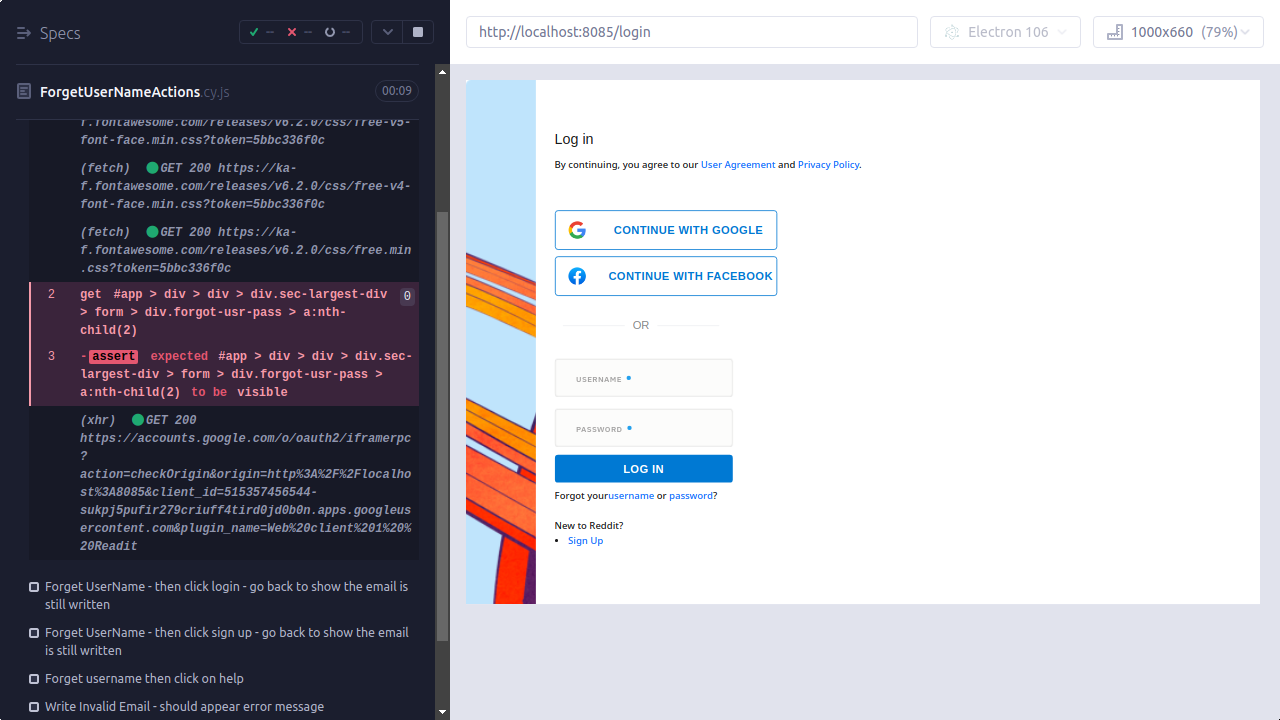 Specs
--
--
--
ForgetUserNameActions.cy.js
00:09
f.fontawesome.com/releases/v6.2.0/css/free-v5-
font-face.min.css?token=5bbc336f0c
(fetch) GET 200 https://ka-
f.fontawesome.com/releases/v6.2.0/css/free-v4-
font-face.min.css?token=5bbc336f0c
(fetch) GET 200 https://ka-
f.fontawesome.com/releases/v6.2.0/css/free.min
.css?token=5bbc336f0c
2 get #app > div > div > div.sec-largest-div 0
> form > div.forgot-usr-pass > a:nth-
child(2)
3 -assert expected #app > div > div > div.sec-
largest-div > form > div.forgot-usr-pass >
a:nth-child(2) to be visible
(xhr) GET 200
https://accounts.google.com/o/oauth2/iframerpc
?
action=checkOrigin&origin=http%3A%2F%2Flocalho
st%3A8085&client_id=515357456544-
sukpj5pufir279criuff4tird0jd0b0n.apps.googleus
ercontent.com&plugin_name=Web%20client%201%20%
20Readit
Forget UserName - then click login - go back to show the email is
still written
Forget UserName - then click sign up - go back to show the email
is still written
Forget username then click on help
Write Invalid Email - should appear error message
http://localhost:8085/login
Electron 106
1000x660 (79%)
Log in
By continuing, you agree to our User Agreement and Privacy Policy.
CONTINUE WITH GOOGLE
CONTINUE WITH FACEBOOK
OR
USERNAME
PASSWORD
LOG IN
Forgot yourusername or password?
New to Reddit?
• Sign Up